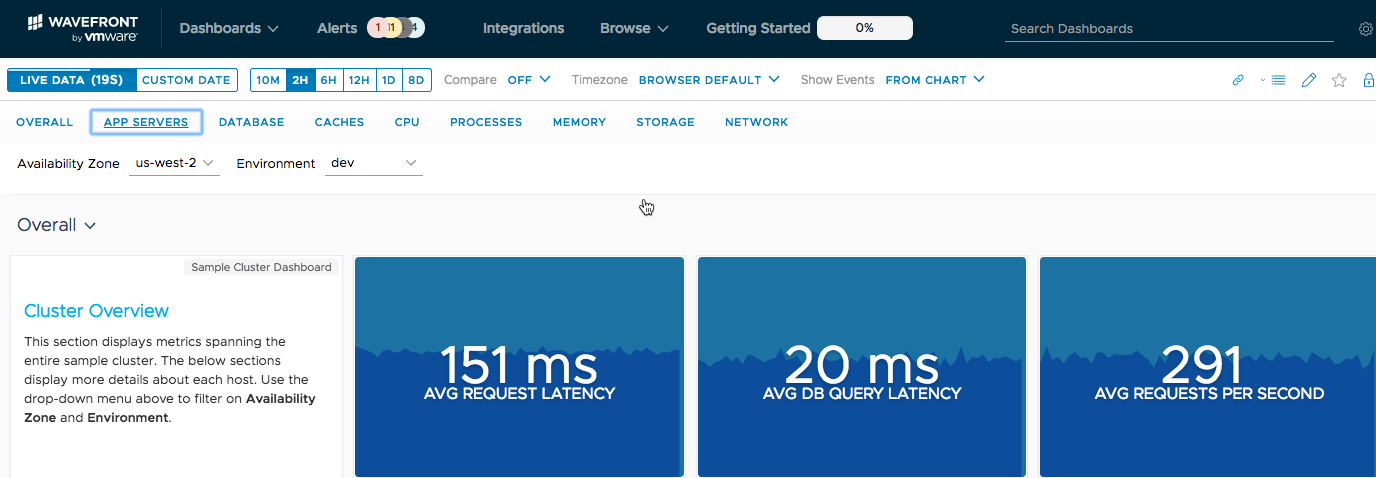 WAVEFRONT
by vmware
Dashboards
Alerts
Integrations
Browse
Getting Started
0%
Search Dashboards
LIVE DATA (19S)
CUSTOM DATE
10M
2H
6H
12H
1D
8D
Compare
OFF
Timezone
BROWSER DEFAULT
Show Events
FROM CHART
OVERALL
APP SERVERS
DATABASE
CACHES
CPU
PROCESSES
MEMORY
STORAGE
NETWORK
Availability Zone
us-west-2
Environment
dev
Overall
Sample Cluster Dashboard
Cluster Overview
This section displays metrics spanning the
entire sample cluster. The below sections
display more details about each host. Use the
drop-down menu above to filter on Availability
Zone and Environment.
151 ms
AVG REQUEST LATENCY
20 ms
AVG DB QUERY LATENCY
291
AVG REQUESTS PER SECOND